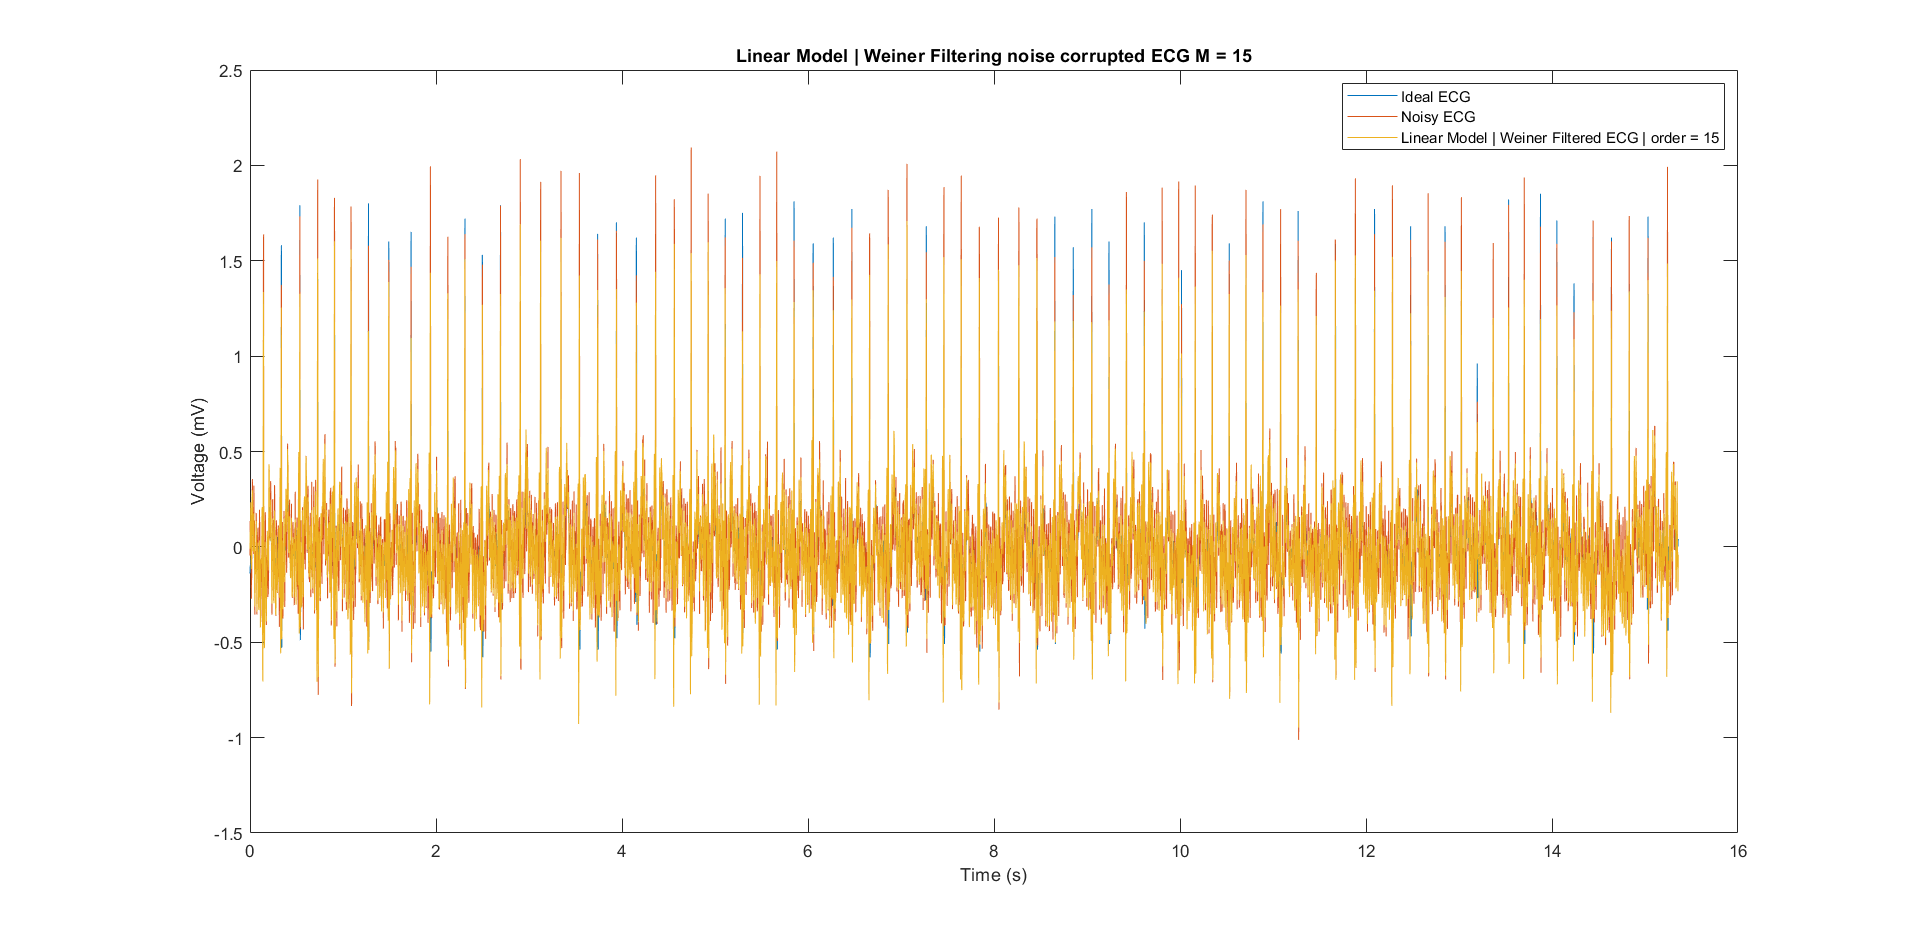 Linear Model | Weiner Filtering noise corrupted ECG M = 15
2.5
Ideal ECG
Noisy ECG
Linear Model | Weiner Filtered ECG | order = 15
2
1.5
1
0.5
0
-0.5
-1
-1.5
Voltage (mV)
0 2 4 6 8 10 12 14 16
Time (s)